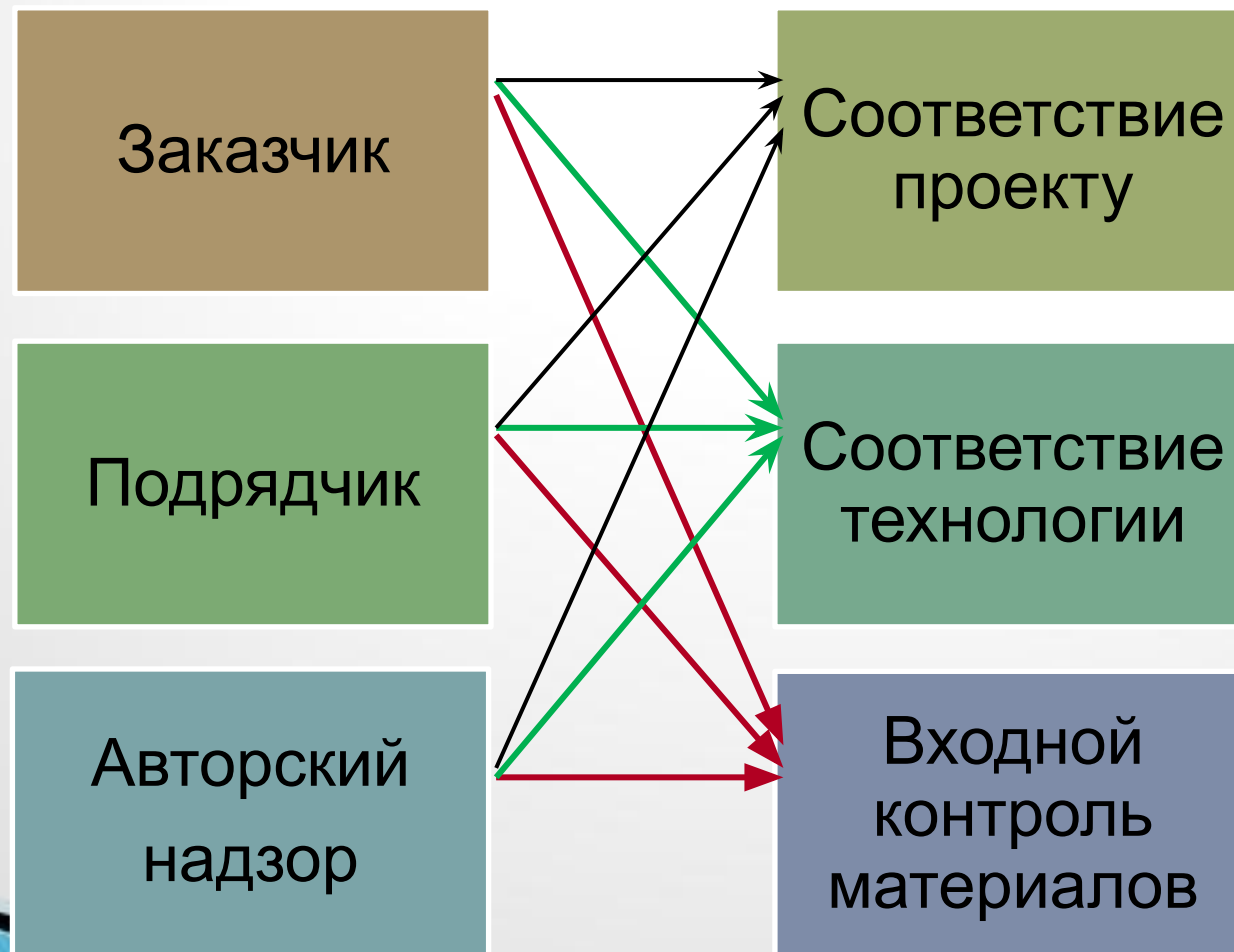 Заказчик
Соответствие
проекту
Подрядчик
Соответствие
технологии
Авторский
надзор
Входной
контроль
материалов